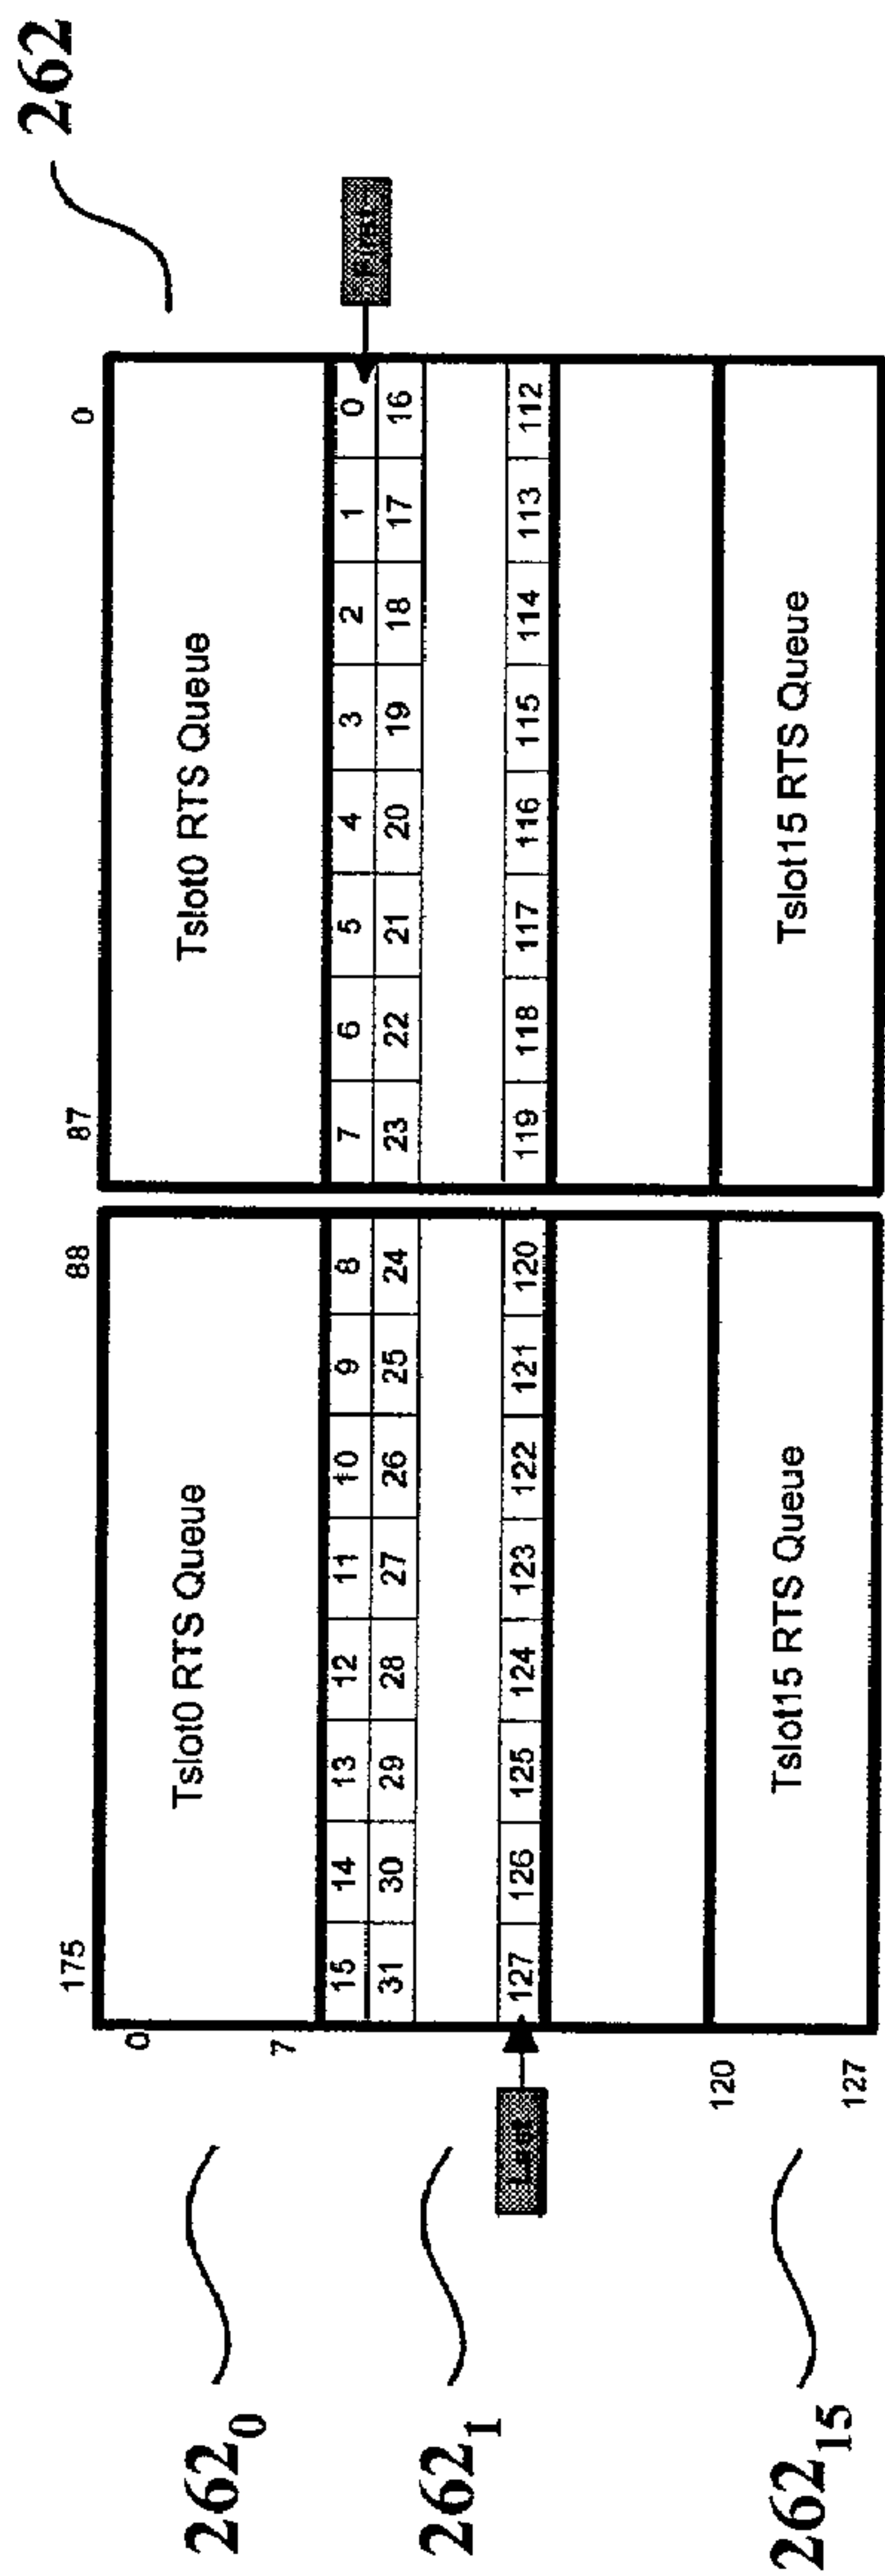 262
175 88 87 0
0
262₀ Tslot0 RTS Queue Tslot0 RTS Queue
7
15 14 13 12 11 10 9 8 7 6 5 4 3 2 1 0 First
31 30 29 28 27 26 25 24 23 22 21 20 19 18 17 16
262₁
Last 127 126 125 124 123 122 121 120 119 118 117 116 115 114 113 112
120
262₁₅ Tslot15 RTS Queue Tslot15 RTS Queue
127